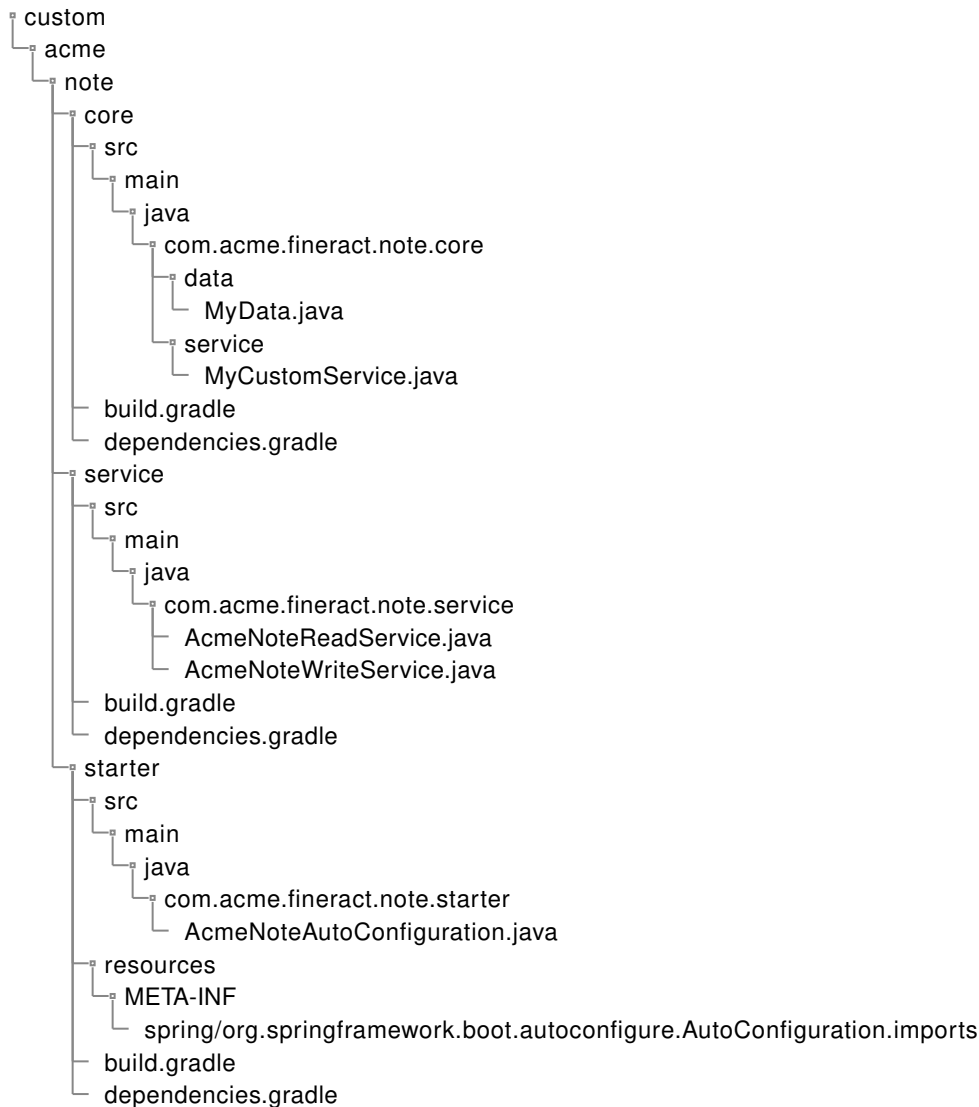 custom
acme
note
core
src
main
java
com.acme.fineract.note.core
data
MyData.java
service
MyCustomService.java
build.gradle
dependencies.gradle
service
src
main
java
com.acme.fineract.note.service
AcmeNoteReadService.java
AcmeNoteWriteService.java
build.gradle
dependencies.gradle
starter
src
main
java
com.acme.fineract.note.starter
AcmeNoteAutoConfiguration.java
resources
META-INF
spring/org.springframework.boot.autoconfigure.AutoConfiguration.imports
build.gradle
dependencies.gradle